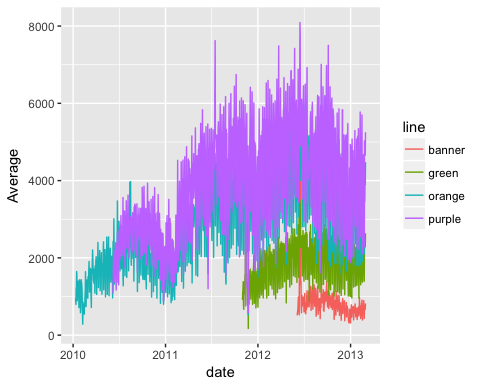 8000
6000
4000
2000
0
Average
2010
2011
2012
2013
date
line
banner
green
orange
purple